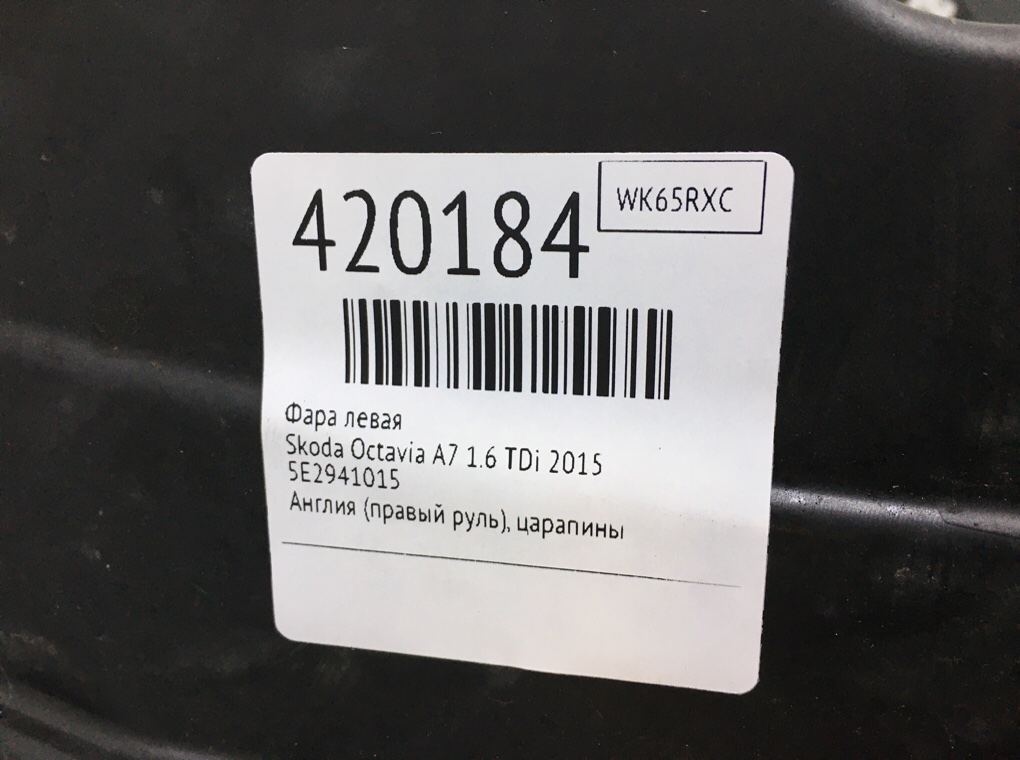 420184
WK65RXC
Фара левая
Skoda Octavia A7 1.6 TDi 2015
5E2941015
Англия (правый руль), царапины